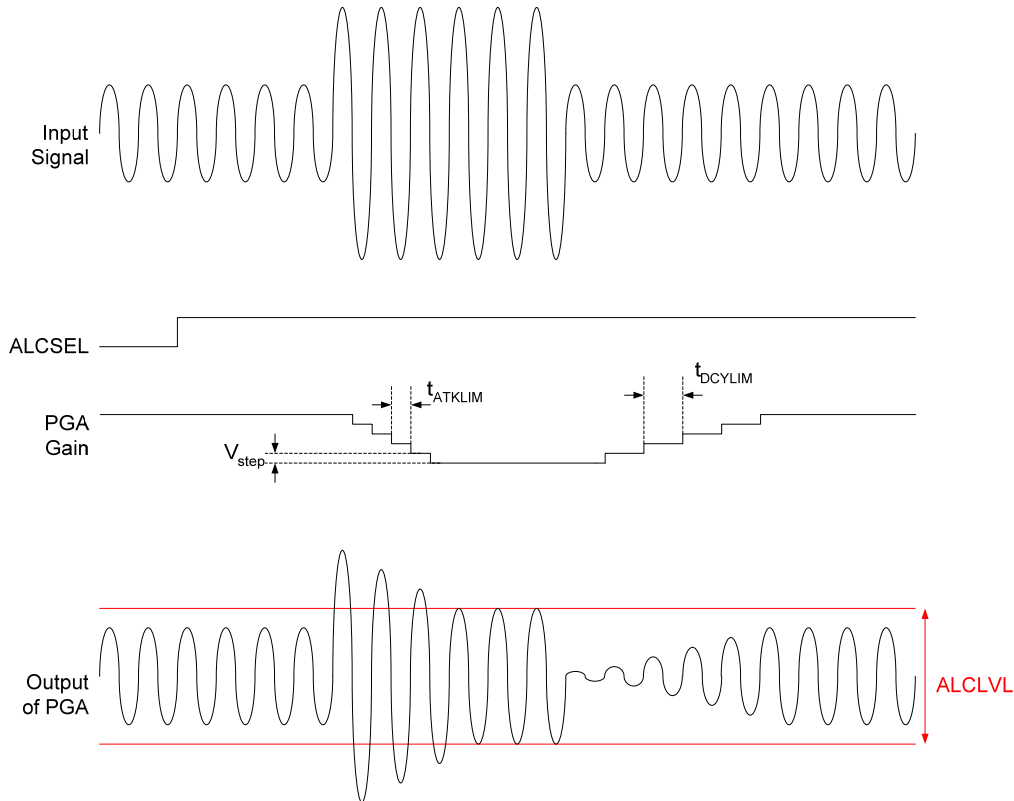 Input
Signal
ALCSEL
tATKLIM
tDCYLIM
PGA
Gain
Vstep
Output
of PGA
ALCLVL